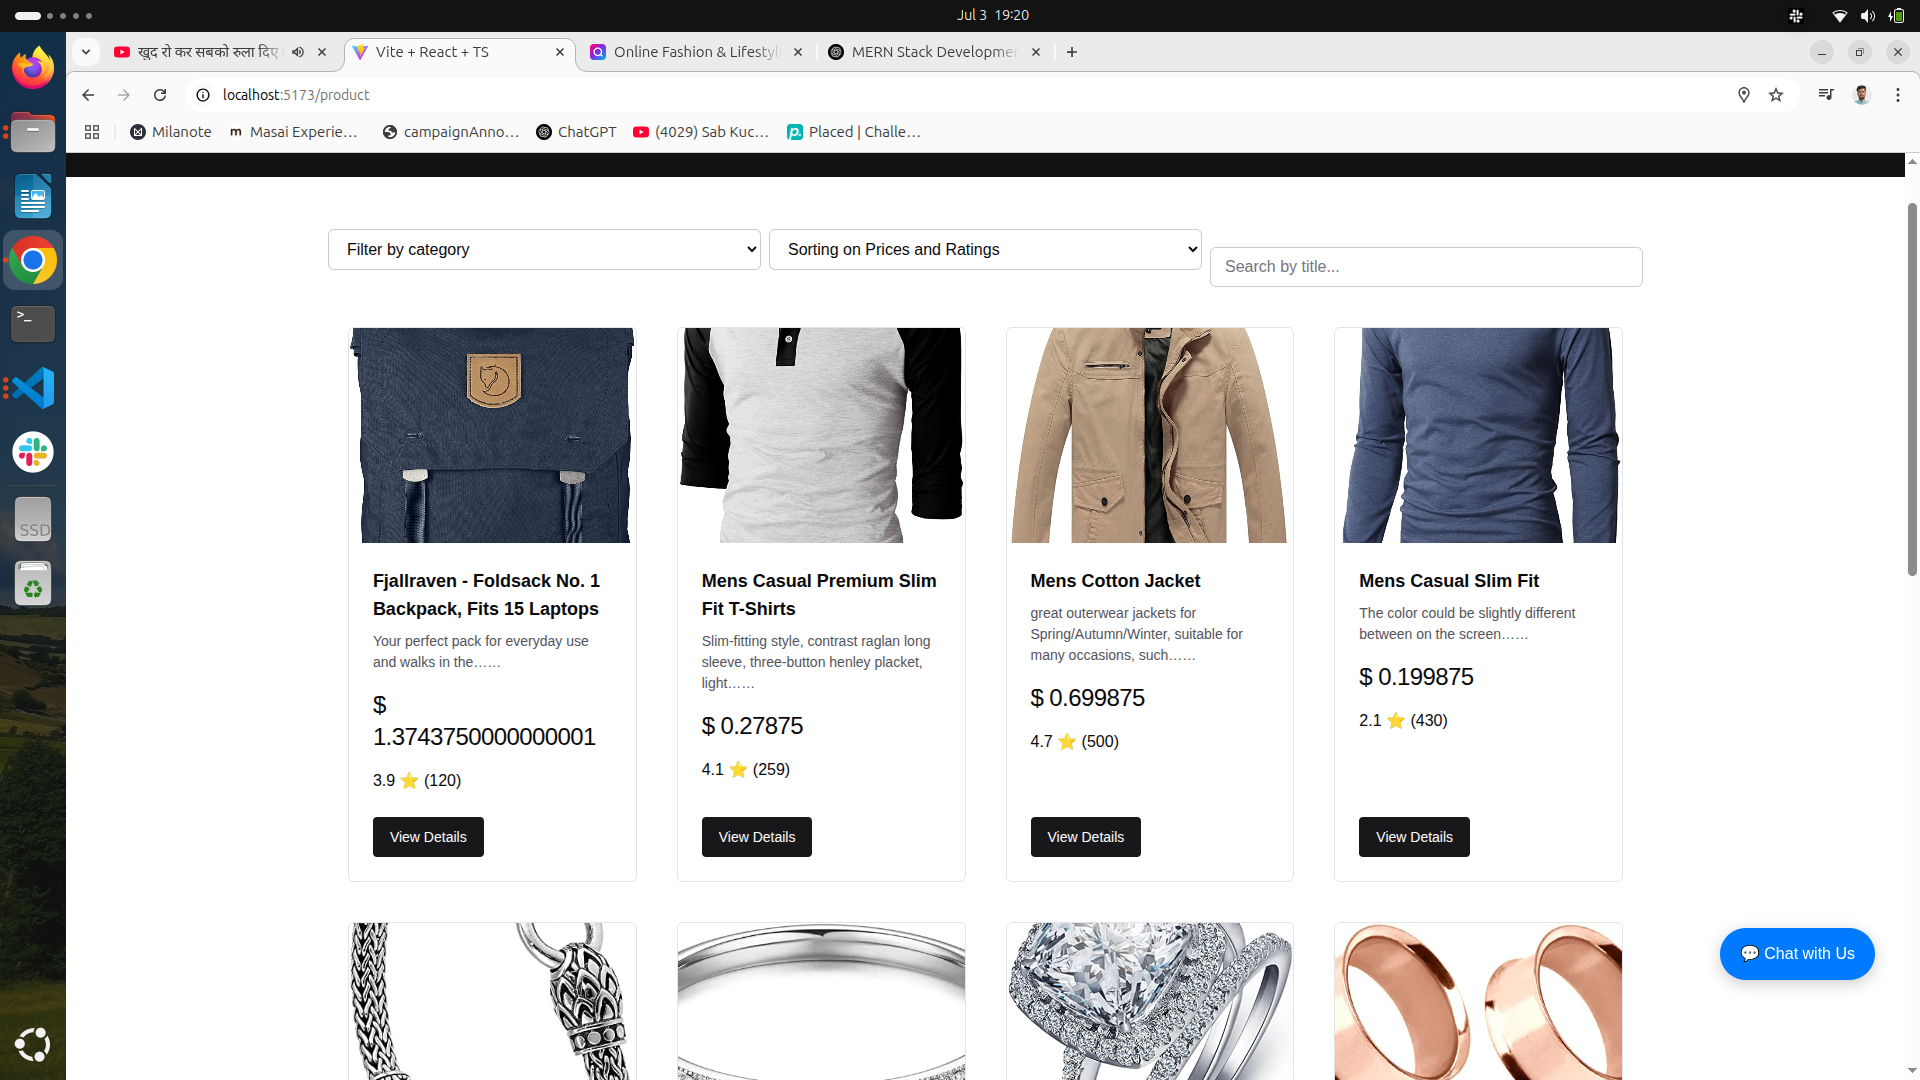 Jul 3 19:20
खुद रो कर सबको रुला दिए
Vite + React + TS
Online Fashion & Lifestyl
MERN Stack Developmen
localhost:5173/product
Milanote
Masai Experie…
campaignAnno…
ChatGPT
(4029) Sab Kuc…
Placed | Challe…
Filter by category
Sorting on Prices and Ratings
Search by title...
Fjallraven - Foldsack No. 1
Backpack, Fits 15 Laptops
Your perfect pack for everyday use
and walks in the……
$
1.3743750000000001
3.9 ⭐ (120)
View Details
Mens Casual Premium Slim
Fit T-Shirts
Slim-fitting style, contrast raglan long
sleeve, three-button henley placket,
light……
$ 0.27875
4.1 ⭐ (259)
View Details
Mens Cotton Jacket
great outerwear jackets for
Spring/Autumn/Winter, suitable for
many occasions, such……
$ 0.699875
4.7 ⭐ (500)
View Details
Mens Casual Slim Fit
The color could be slightly different
between on the screen……
$ 0.199875
2.1 ⭐ (430)
View Details
💬 Chat with Us
SSD